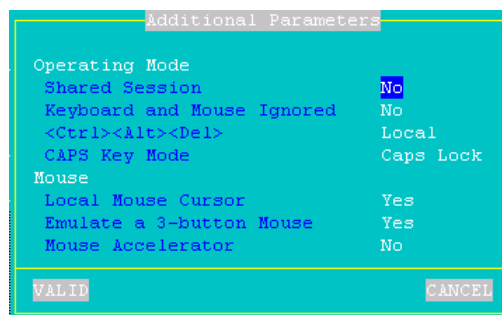 Additional Parameters
Operating Mode
Shared Session No
Keyboard and Mouse Ignored No
<Ctrl><Alt><Del> Local
CAPS Key Mode Caps Lock
Mouse
Local Mouse Cursor Yes
Emulate a 3-button Mouse Yes
Mouse Accelerator No
VALID CANCEL